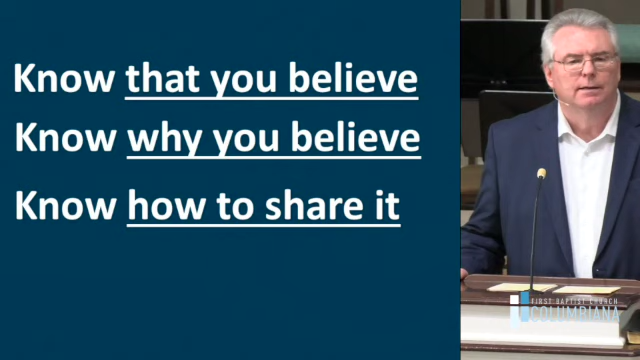 Know that you believe
Know why you believe
Know how to share it
FIRST BAPTIST CHURCH
COLUMBIANA